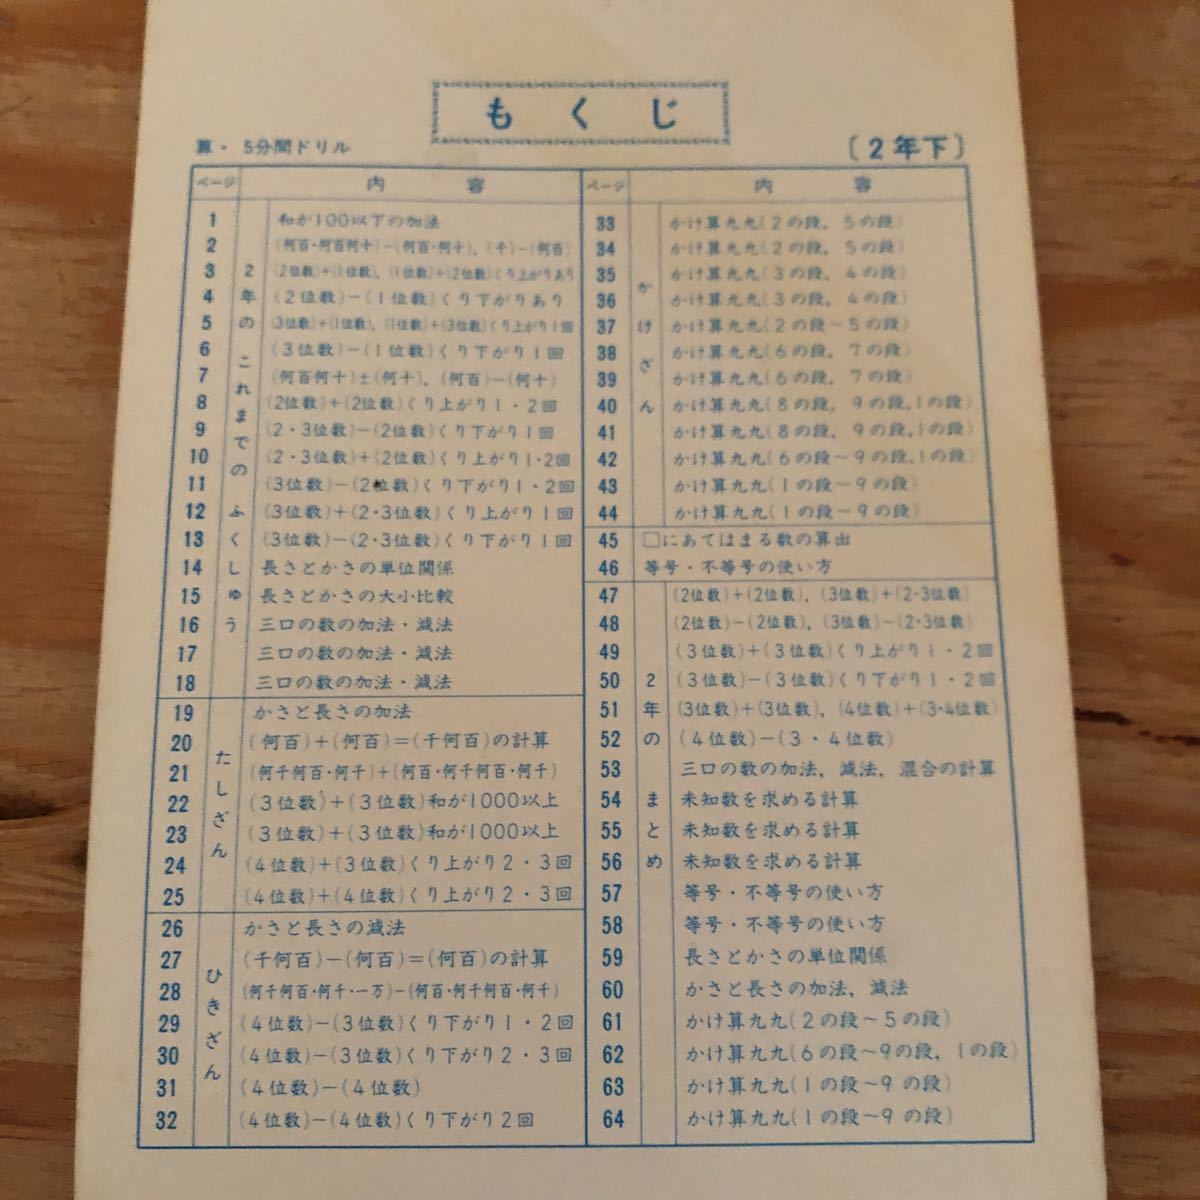 もくじ
算・5分間ドリル
〔2年下〕
ページ 内容
2年のこれまでのふくしゅう
1 和が100以下の加法
2 (何百・何百何十)−(何百・何十), (千)−(何百)
3 (2位数)+(1位数), (1位数)+(2位数)くり上がりあり
4 (2位数)−(1位数)くり下がりあり
5 (3位数)+(1位数), (1位数)+(3位数)くり上がり1回
6 (3位数)−(1位数)くり下がり1回
7 (何百何十)±(何十), (何百)−(何十)
8 (2位数)+(2位数)くり上がり1・2回
9 (2・3位数)−(2位数)くり下がり1回
10 (2・3位数)+(2位数)くり上がり1・2回
11 (3位数)−(2位数)くり下がり1・2回
12 (3位数)+(2・3位数)くり上がり1回
13 (3位数)−(2・3位数)くり下がり1回
14 長さとかさの単位関係
15 長さとかさの大小比較
16 三口の数の加法・減法
17 三口の数の加法・減法
18 三口の数の加法・減法
たしざん
19 かさと長さの加法
20 (何百)+(何百)=(千何百)の計算
21 (何千何百・何千)+(何百・何千何百・何千)
22 (3位数)+(3位数)和が1000以上
23 (3位数)+(3位数)和が1000以上
24 (4位数)+(3位数)くり上がり2・3回
25 (4位数)+(4位数)くり上がり2・3回
ひきざん
26 かさと長さの減法
27 (千何百)−(何百)=(何百)の計算
28 (何千何百・何千・一万)−(何百・何千何百・何千)
29 (4位数)−(3位数)くり下がり1・2回
30 (4位数)−(3位数)くり下がり2・3回
31 (4位数)−(4位数)
32 (4位数)−(4位数)くり下がり2回
ページ 内容
かけざん
33 かけ算九九(2の段, 5の段)
34 かけ算九九(2の段, 5の段)
35 かけ算九九(3の段, 4の段)
36 かけ算九九(3の段, 4の段)
37 かけ算九九(2の段〜5の段)
38 かけ算九九(6の段, 7の段)
39 かけ算九九(6の段, 7の段)
40 かけ算九九(8の段, 9の段,1の段)
41 かけ算九九(8の段, 9の段,1の段)
42 かけ算九九(6の段〜9の段,1の段)
43 かけ算九九(1の段〜9の段)
44 かけ算九九(1の段〜9の段)
45 □にあてはまる数の算出
46 等号・不等号の使い方
2年のまとめ
47 (2位数)+(2位数), (3位数)+(2・3位数)
48 (2位数)−(2位数), (3位数)−(2・3位数)
49 (3位数)+(3位数)くり上がり1・2回
50 (3位数)−(3位数)くり下がり1・2回
51 (3位数)+(3位数), (4位数)+(3・4位数)
52 (4位数)−(3・4位数)
53 三口の数の加法, 減法, 混合の計算
54 未知数を求める計算
55 未知数を求める計算
56 未知数を求める計算
57 等号・不等号の使い方
58 等号・不等号の使い方
59 長さとかさの単位関係
60 かさと長さの加法, 減法
61 かけ算九九(2の段〜5の段)
62 かけ算九九(6の段〜9の段, 1の段)
63 かけ算九九(1の段〜9の段)
64 かけ算九九(1の段〜9の段)